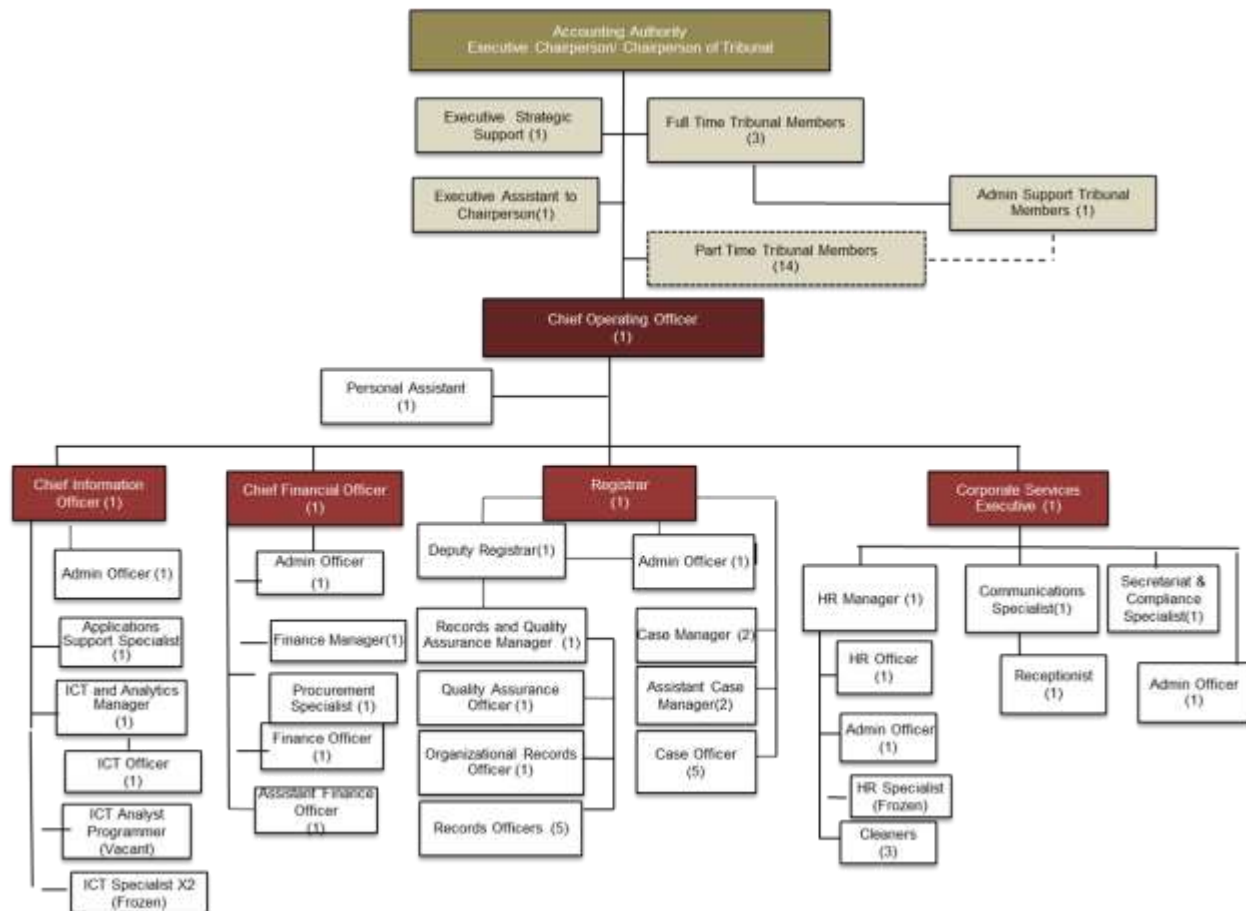 Accounting Authority
Executive Chairperson/ Chairperson of Tribunal
Executive Strategic
Support (1)
Full Time Tribunal Members
(3)
Executive Assistant to
Chairperson(1)
Admin Support Tribunal
Members (1)
Part Time Tribunal Members
(14)
Chief Operating Officer
(1)
Personal Assistant
(1)
Chief Information
Officer (1)
Chief Financial Officer
(1)
Registrar
(1)
Corporate Services
Executive (1)
Admin Officer (1)
Applications
Support Specialist
(1)
ICT and Analytics
Manager
(1)
ICT Officer
(1)
ICT Analyst
Programmer
(Vacant)
ICT Specialist X2
(Frozen)
Admin Officer
(1)
Finance Manager(1)
Procurement
Specialist (1)
Finance Officer
(1)
Assistant Finance
Officer
(1)
Deputy Registrar(1)
Records and Quality
Assurance Manager (1)
Quality Assurance
Officer (1)
Organizational Records
Officer (1)
Records Officers (5)
Admin Officer (1)
Case Manager (2)
Assistant Case
Manager(2)
Case Officer
(5)
HR Manager (1)
HR Officer
(1)
Admin Officer
(1)
HR Specialist
(Frozen)
Cleaners
(3)
Communications
Specialist(1)
Receptionist
(1)
Secretariat &
Compliance
Specialist(1)
Admin Officer
(1)